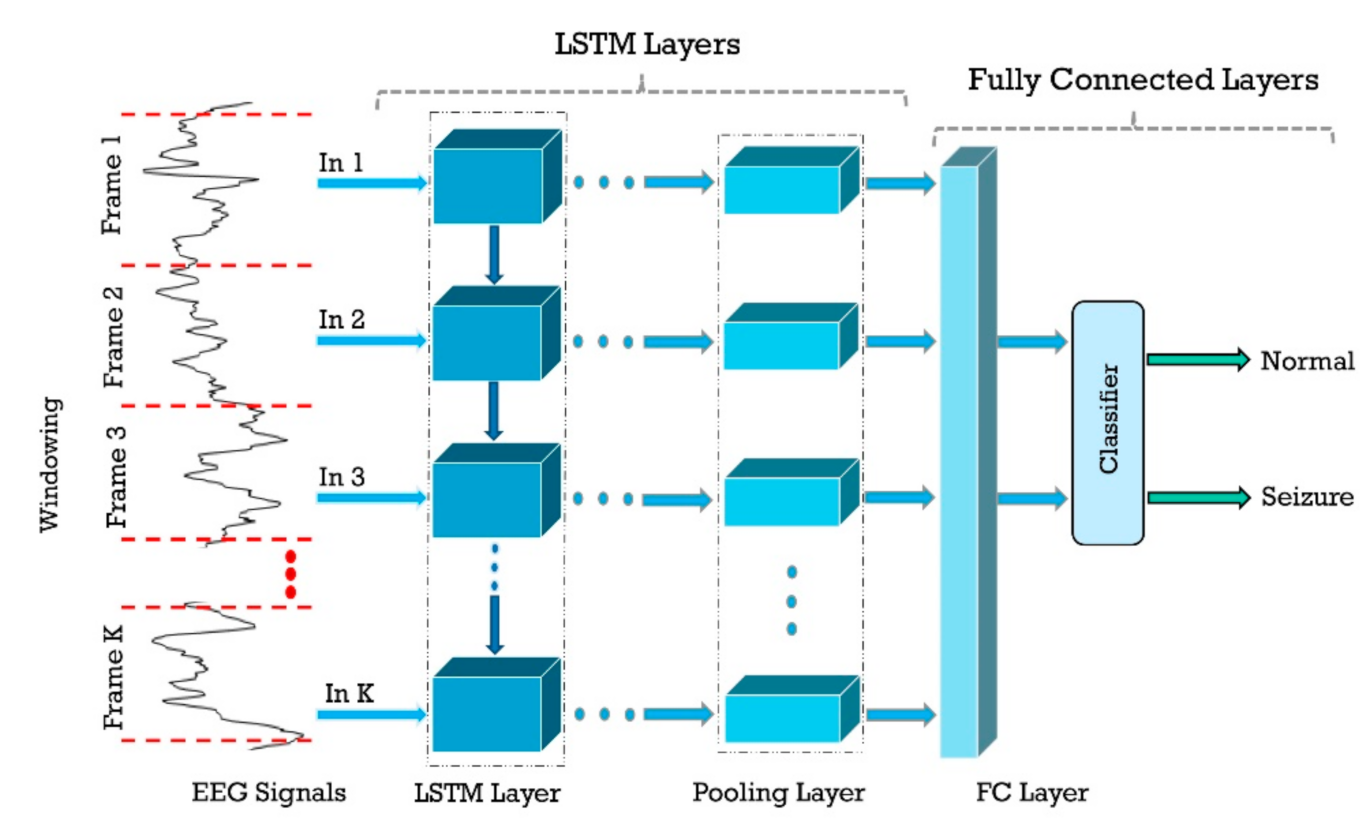 LSTM Layers
Fully Connected Layers
Windowing
Frame 1
In 1
Frame 2
In 2
Frame 3
In 3
Frame K
In K
Classifier
Normal
Seizure
EEG Signals
LSTM Layer
Pooling Layer
FC Layer